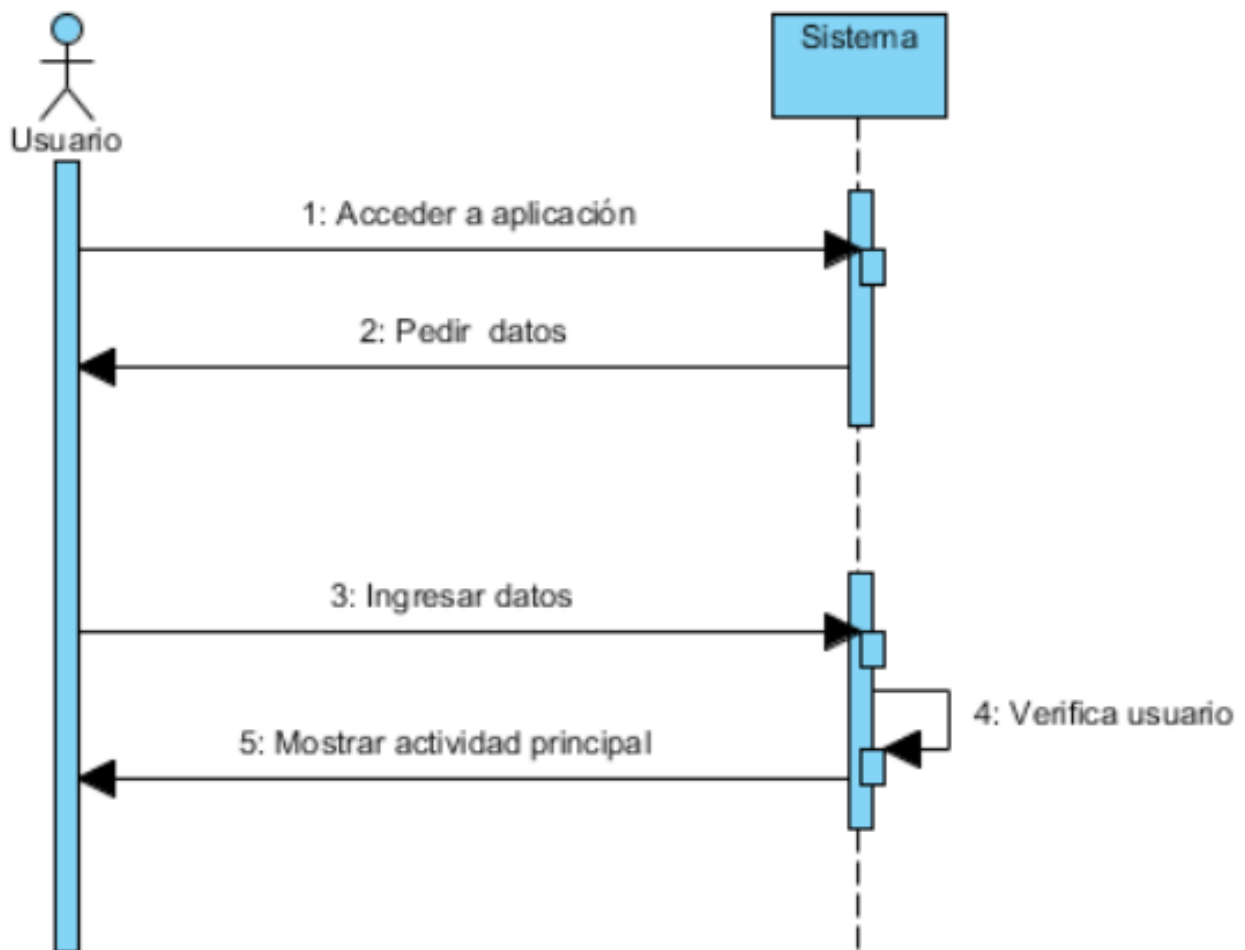 Sistema
Usuario
1: Acceder a aplicación
2: Pedir datos
3: Ingresar datos
4: Verifica usuario
5: Mostrar actividad principal